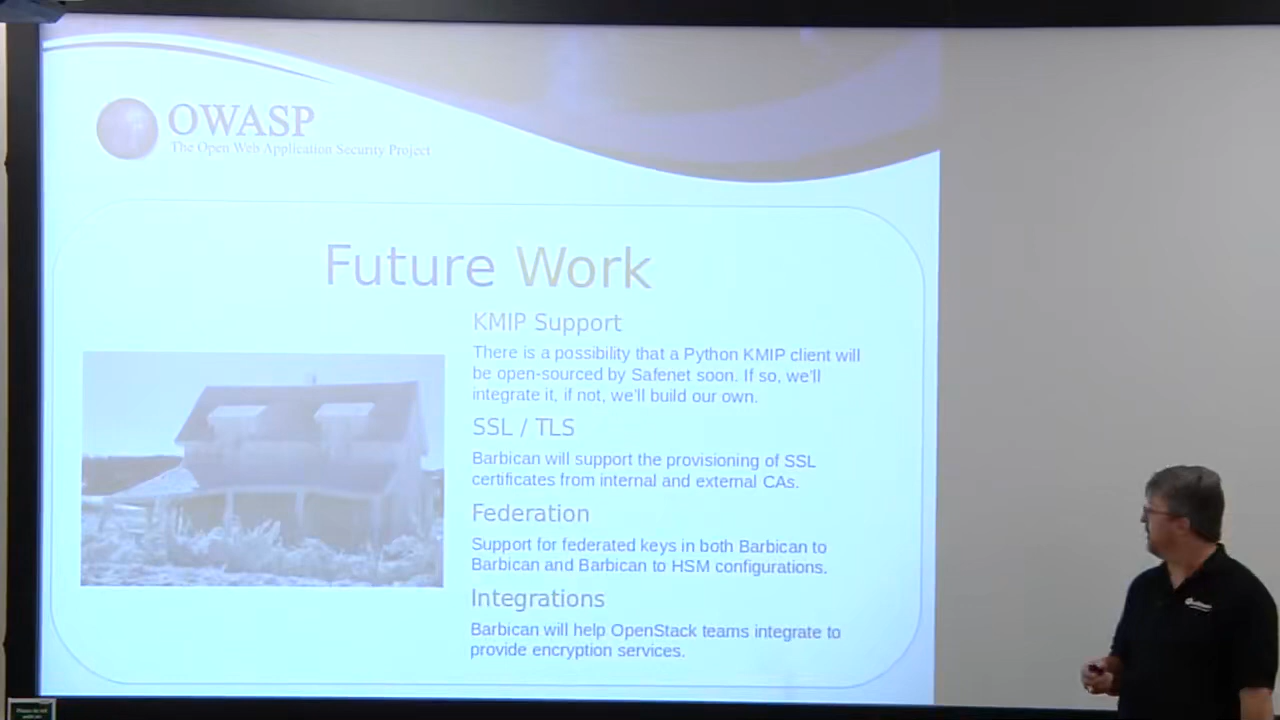 OWASP
The Open Web Application Security Project
Future Work
KMIP Support
There is a possibility that a Python KMIP client will
be open-sourced by Safenet soon. If so, we'll
integrate it, if not, we'll build our own.
SSL / TLS
Barbican will support the provisioning of SSL
certificates from internal and external CAs.
Federation
Support for federated keys in both Barbican to
Barbican and Barbican to HSM configurations.
Integrations
Barbican will help OpenStack teams integrate to
provide encryption services.